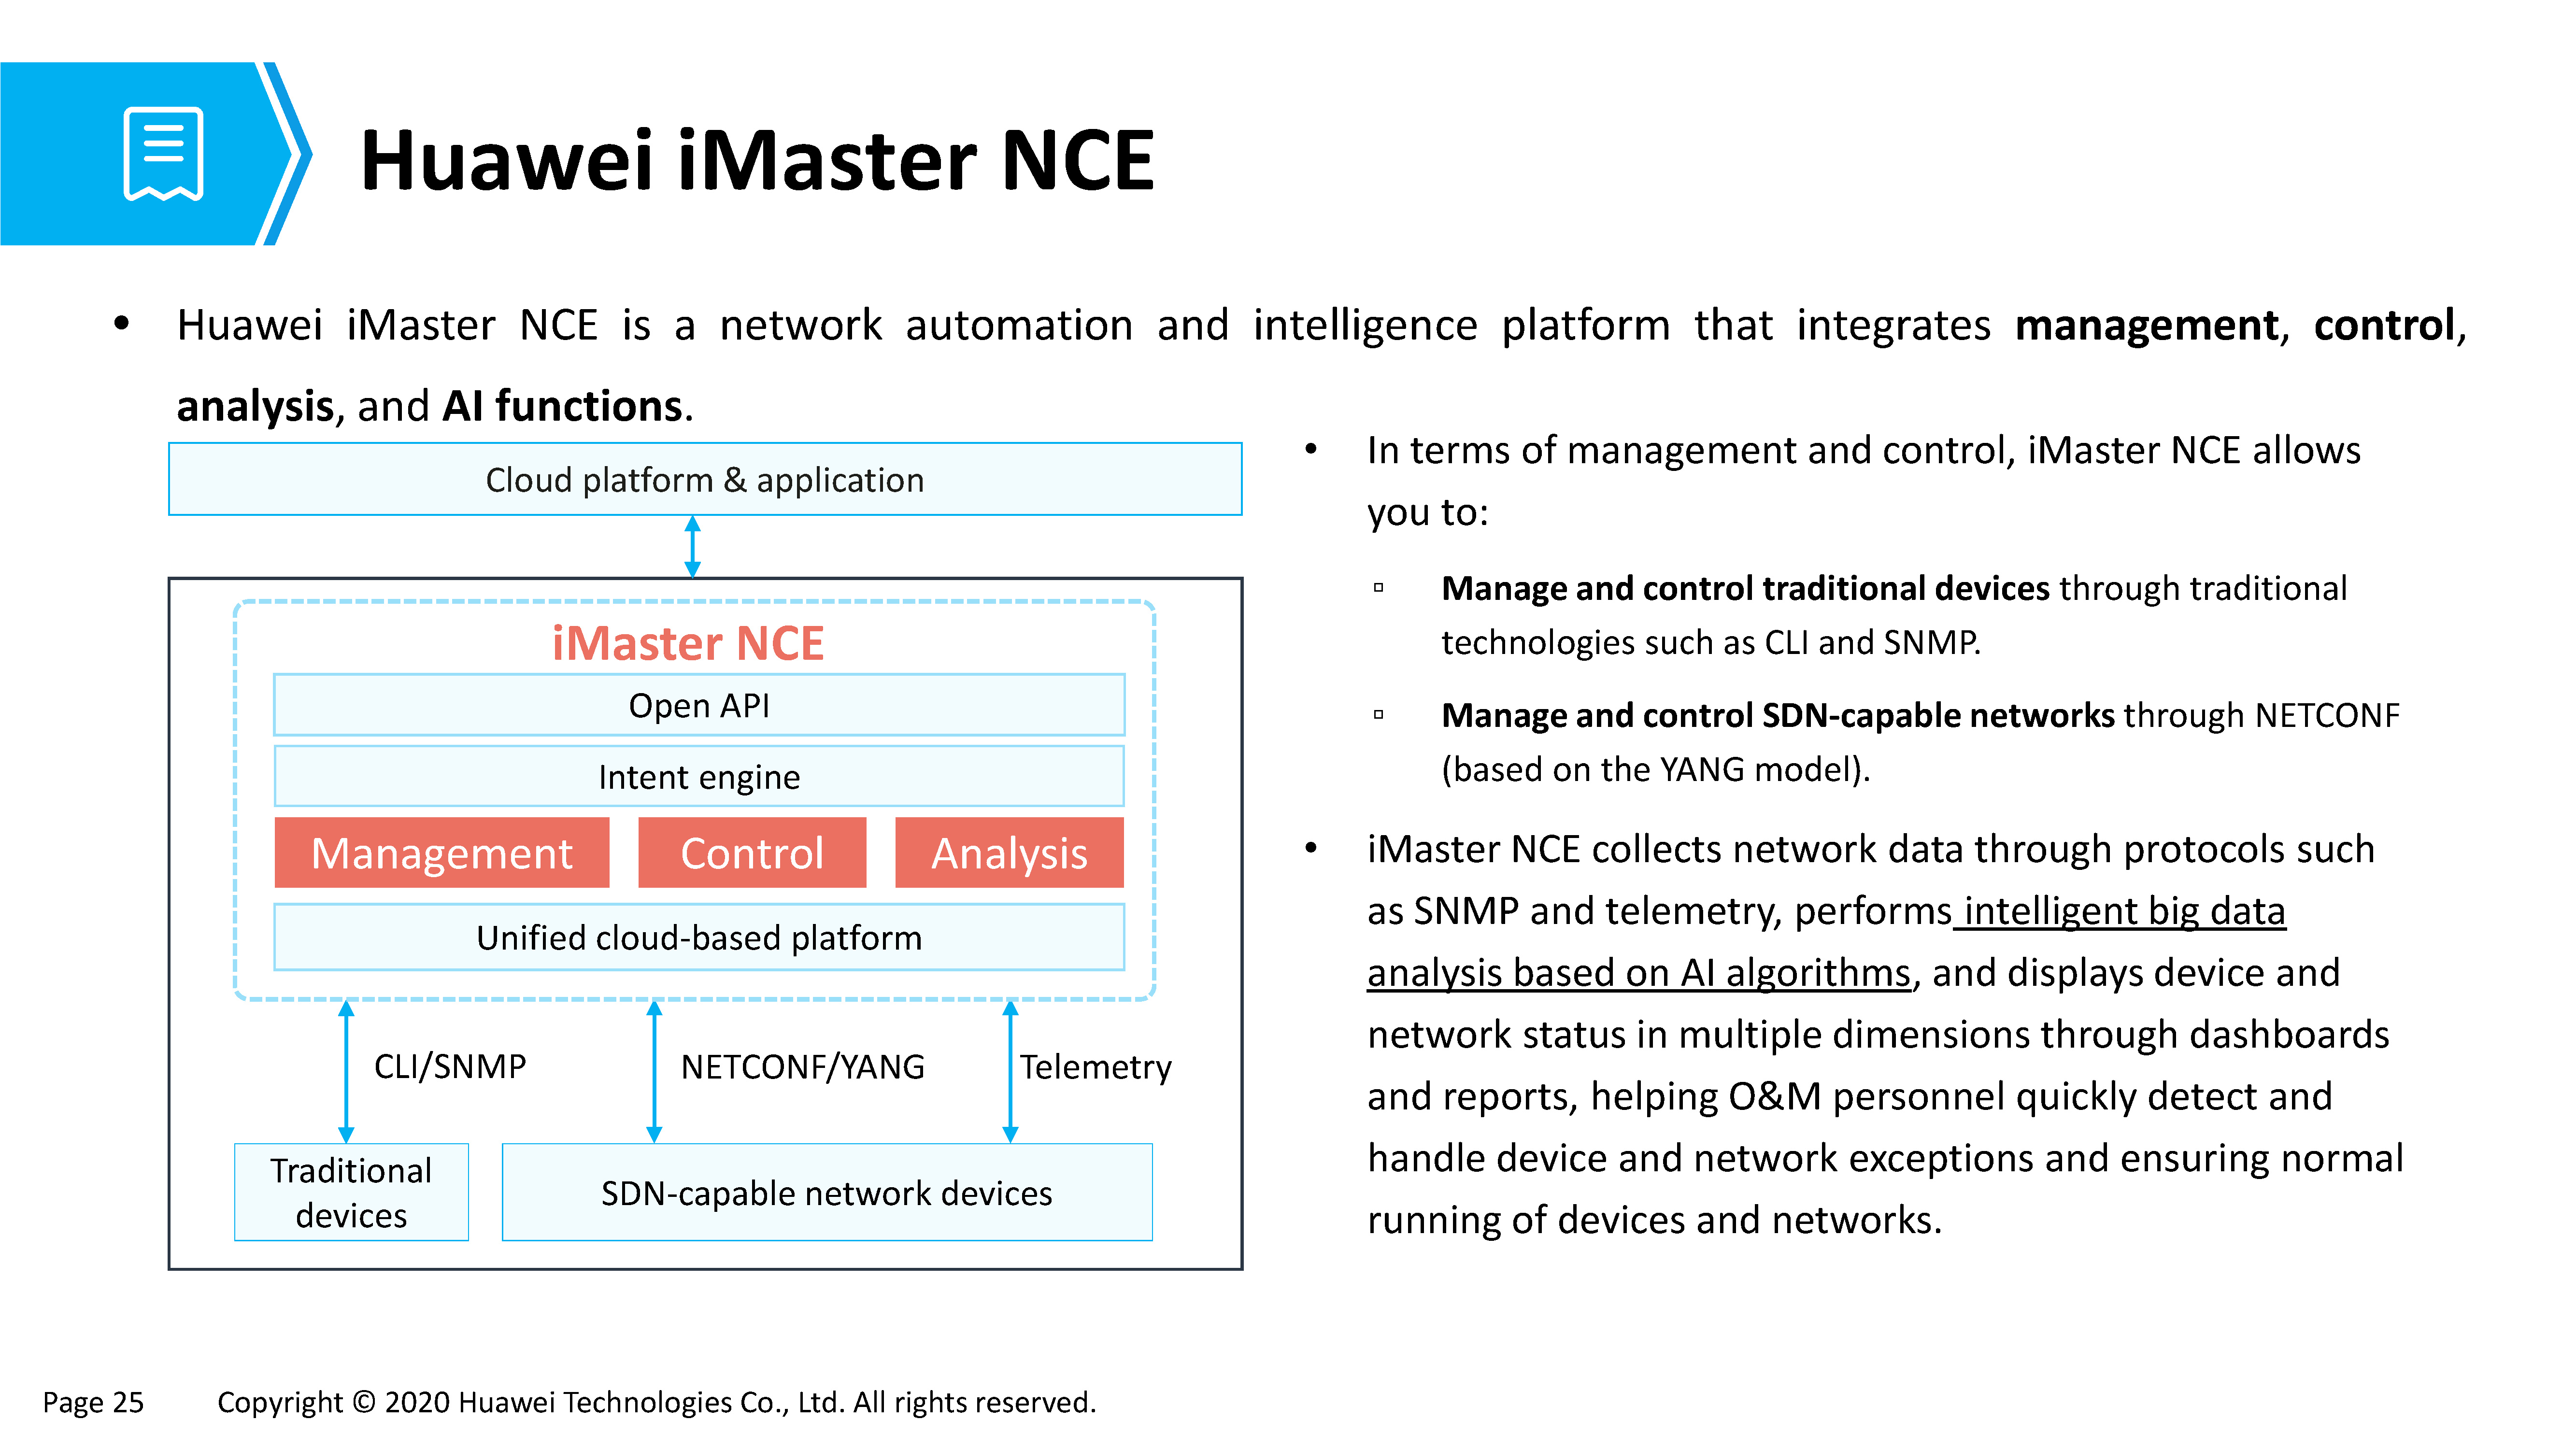 Huawei iMaster NCE
• Huawei iMaster NCE is a network automation and intelligence platform that integrates management, control,
analysis, and AI functions.
Cloud platform & application
iMaster NCE
Open API
Intent engine
Management Control Analysis
Unified cloud-based platform
CLI/SNMP NETCONF/YANG Telemetry
Traditional
devices
SDN-capable network devices
• In terms of management and control, iMaster NCE allows
you to:
▫ Manage and control traditional devices through traditional
technologies such as CLI and SNMP.
▫ Manage and control SDN-capable networks through NETCONF
(based on the YANG model).
• iMaster NCE collects network data through protocols such
as SNMP and telemetry, performs intelligent big data
analysis based on AI algorithms, and displays device and
network status in multiple dimensions through dashboards
and reports, helping O&M personnel quickly detect and
handle device and network exceptions and ensuring normal
running of devices and networks.
Page 25 Copyright © 2020 Huawei Technologies Co., Ltd. All rights reserved.